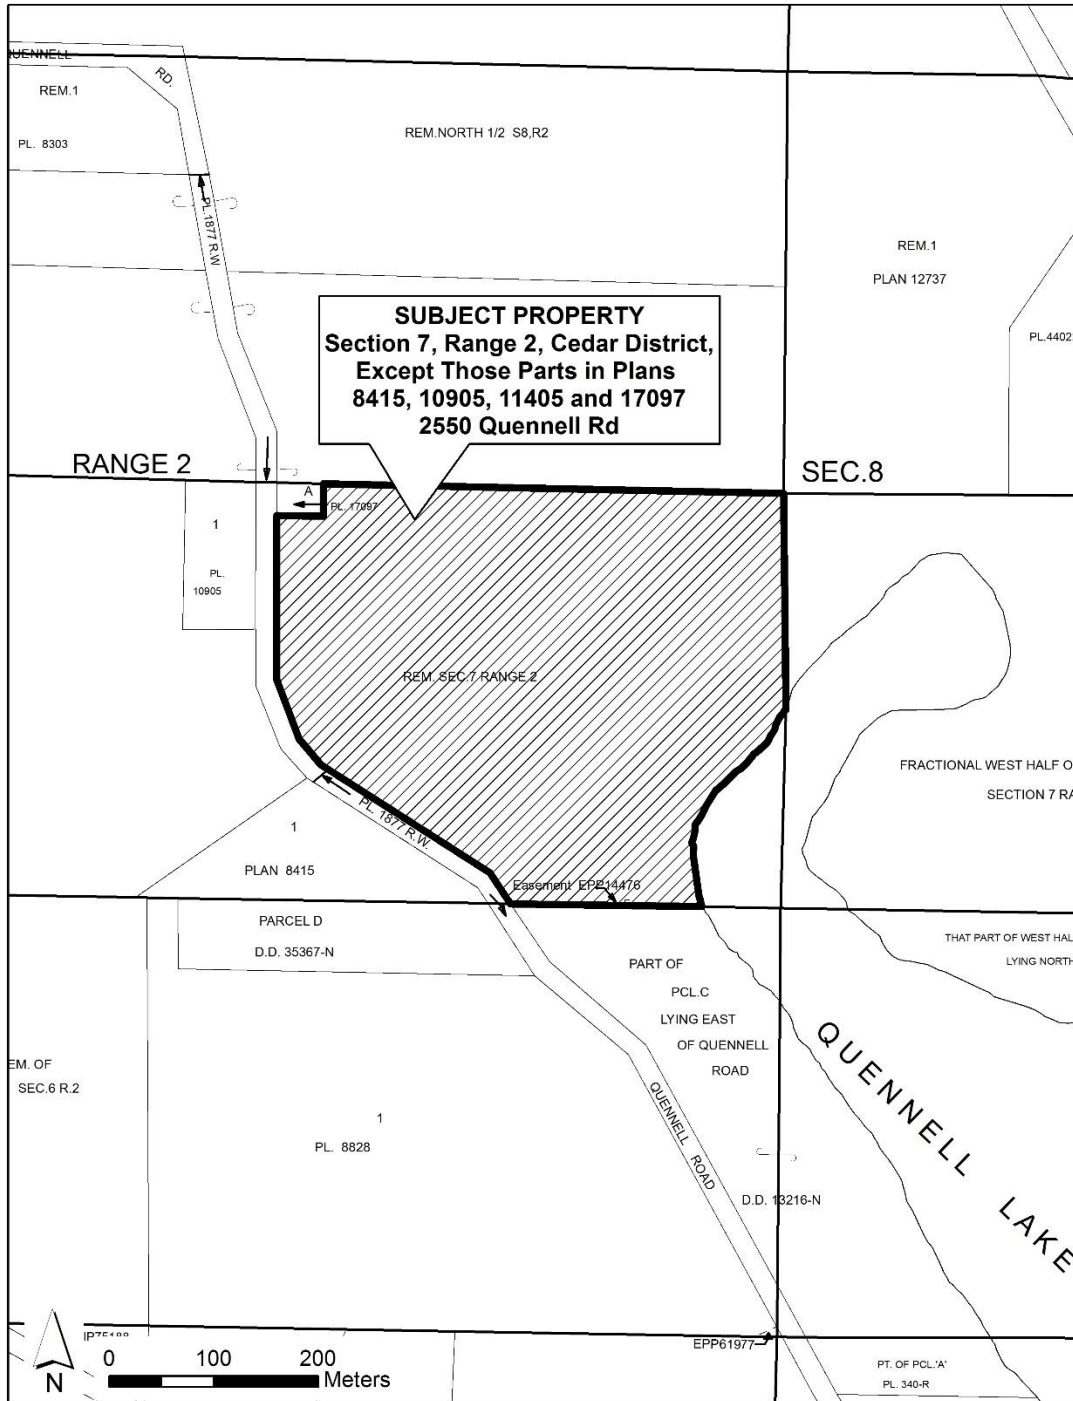 QUENNELL
RD.
REM.1
PL. 8303
REM.NORTH 1/2 S8,R2
PL.1877 R.W
REM.1
PLAN 12737
PL.4402
SUBJECT PROPERTY
Section 7, Range 2, Cedar District,
Except Those Parts in Plans
8415, 10905, 11405 and 17097
2550 Quennell Rd
RANGE 2
SEC.8
A
PL. 17097
1
PL.
10905
REM. SEC.7 RANGE 2
FRACTIONAL WEST HALF O
SECTION 7 RA
PL. 1877 R.W.
1
PLAN 8415
Easement EPP14476
PARCEL D
D.D. 35367-N
THAT PART OF WEST HAL
LYING NORTH
PART OF
PCL.C
LYING EAST
OF QUENNELL
ROAD
QUENNELL LAKE
EM. OF
SEC.6 R.2
1
PL. 8828
QUENNELL ROAD
D.D. 13216-N
EPP61977
PT. OF PCL.'A'
PL. 340-R
N
0 100 200
Meters